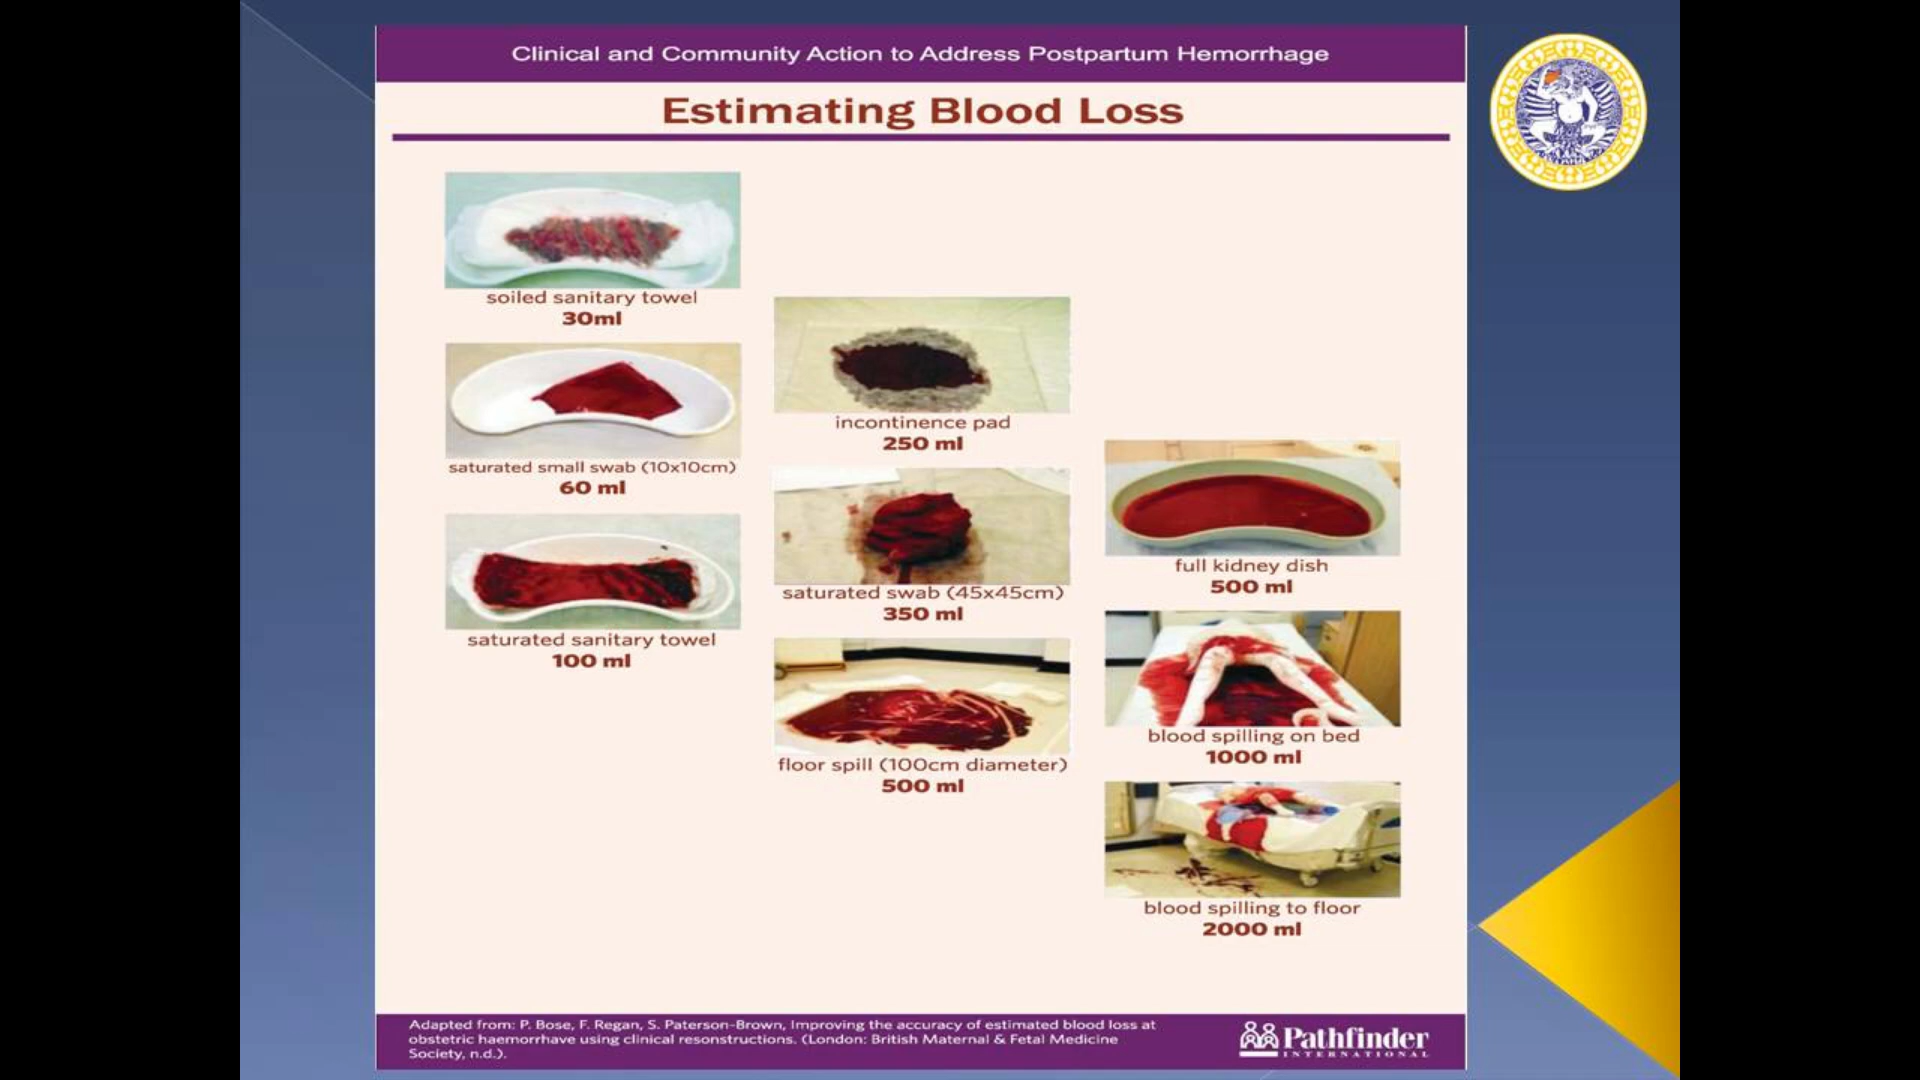 Clinical and Community Action to Address Postpartum Hemorrhage
Estimating Blood Loss
soiled sanitary towel
30ml
saturated small swab (10x10cm)
60 ml
saturated sanitary towel
100 ml
incontinence pad
250 ml
saturated swab (45x45cm)
350 ml
floor spill (100cm diameter)
500 ml
full kidney dish
500 ml
blood spilling on bed
1000 ml
blood spilling to floor
2000 ml
Adapted from: P. Bose, F. Regan, S. Paterson-Brown, Improving the accuracy of estimated blood loss at
obstetric haemorrhave using clinical resonstructions. (London: British Maternal & Fetal Medicine
Society, n.d.).
Pathfinder
INTERNATIONAL